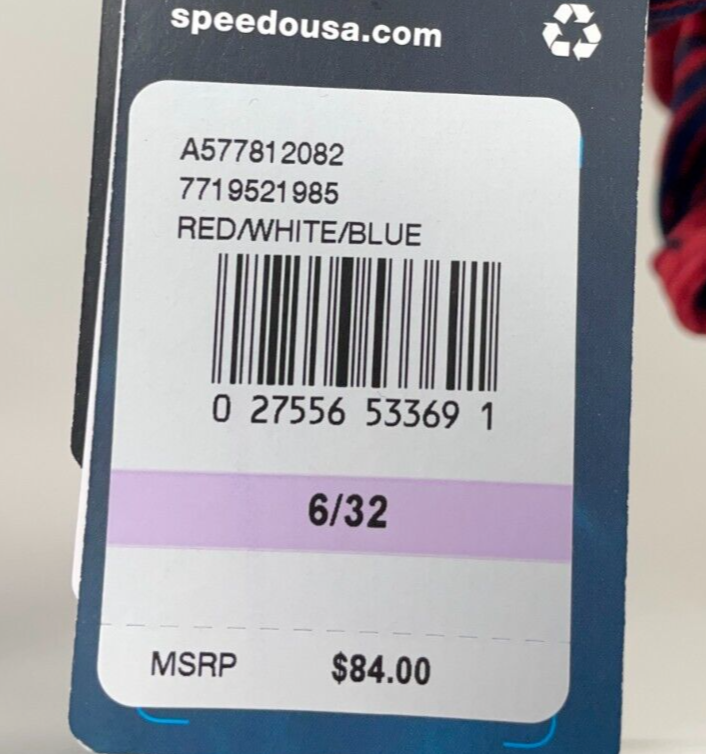 speedousa.com
A577812082
7719521985
RED/WHITE/BLUE
0 27556 53369 1
6/32
MSRP $84.00